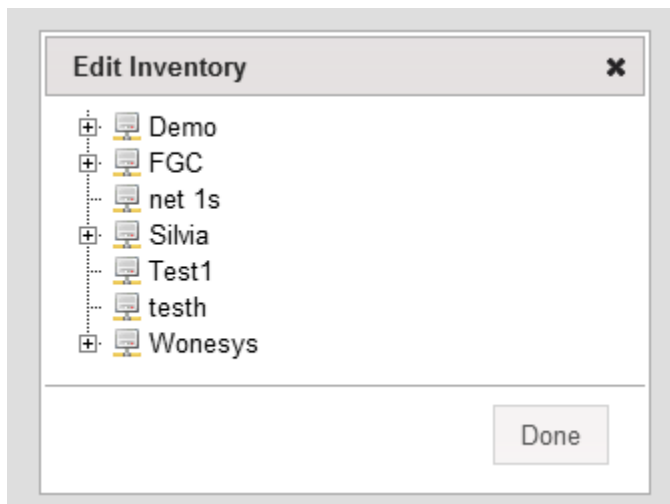 Edit Inventory
Demo
FGC
net 1s
Silvia
Test1
testh
Wonesys
Done